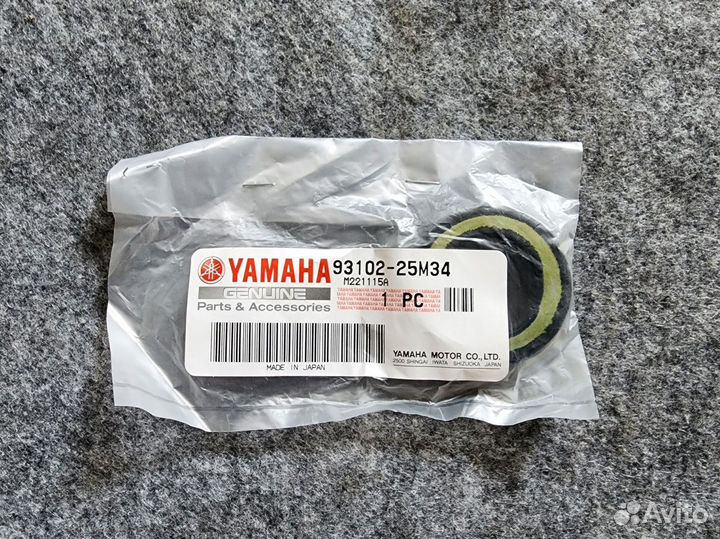 YAMAHA 93102-25M34
GENUINE M221115A
Parts & Accessories 1 PC
MADE IN JAPAN
YAMAHA MOTOR CO., LTD.
2500 SHINGAI IWATA SHIZUOKA JAPAN
Avito